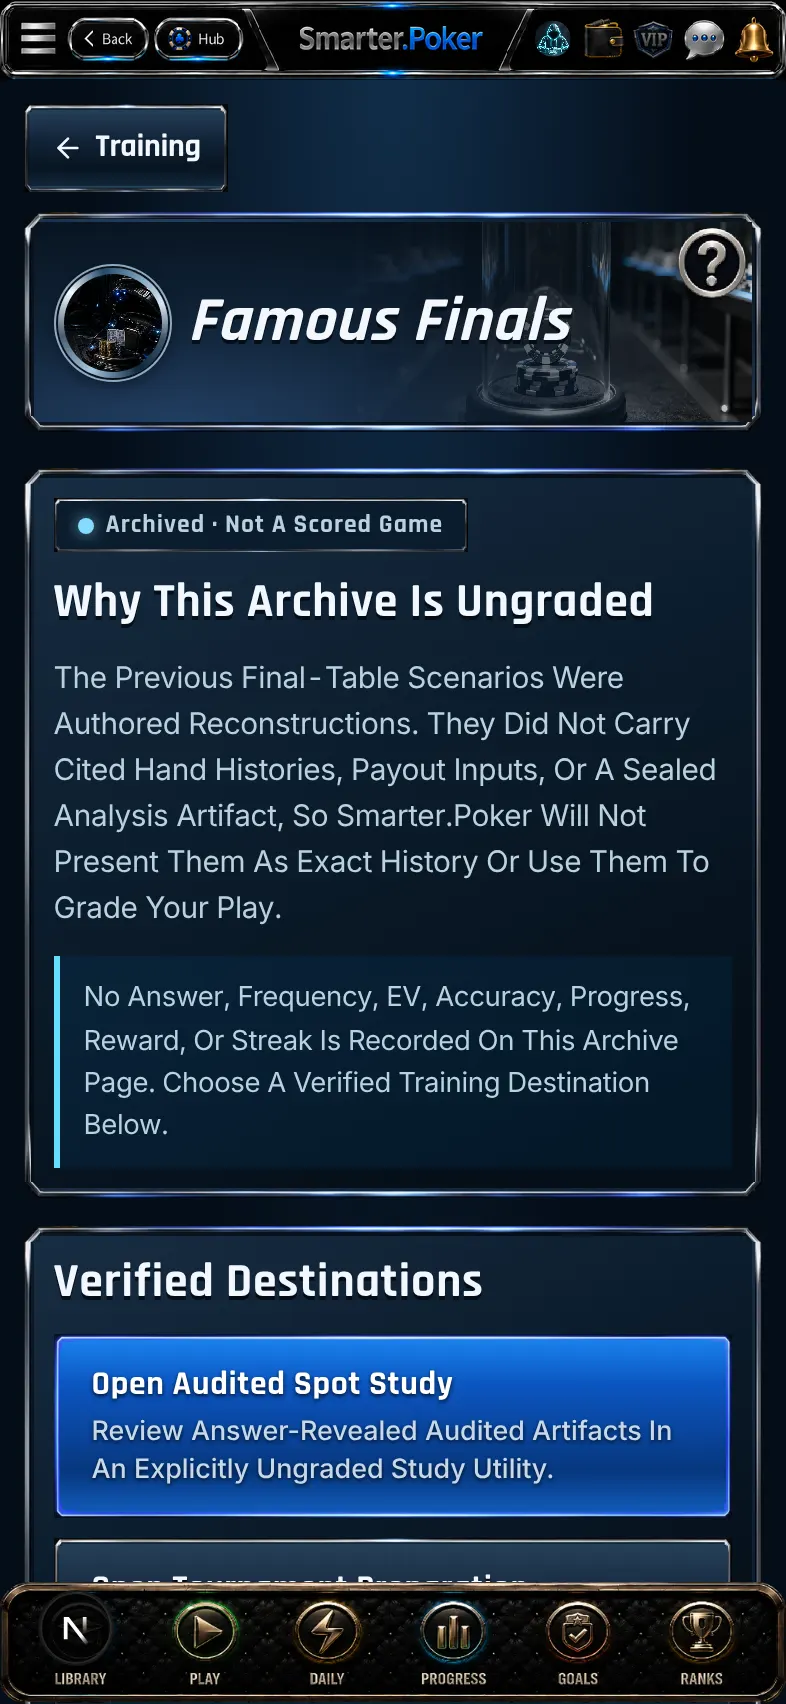 Back
Hub
Smarter.Poker
VIP
Training
Famous Finals
?
Archived · Not A Scored Game
Why This Archive Is Ungraded
The Previous Final-Table Scenarios Were
Authored Reconstructions. They Did Not Carry
Cited Hand Histories, Payout Inputs, Or A Sealed
Analysis Artifact, So Smarter.Poker Will Not
Present Them As Exact History Or Use Them To
Grade Your Play.
No Answer, Frequency, EV, Accuracy, Progress,
Reward, Or Streak Is Recorded On This Archive
Page. Choose A Verified Training Destination
Below.
Verified Destinations
Open Audited Spot Study
Review Answer-Revealed Audited Artifacts In
An Explicitly Ungraded Study Utility.
Open Tournament Preparation
N
LIBRARY
PLAY
DAILY
PROGRESS
GOALS
RANKS